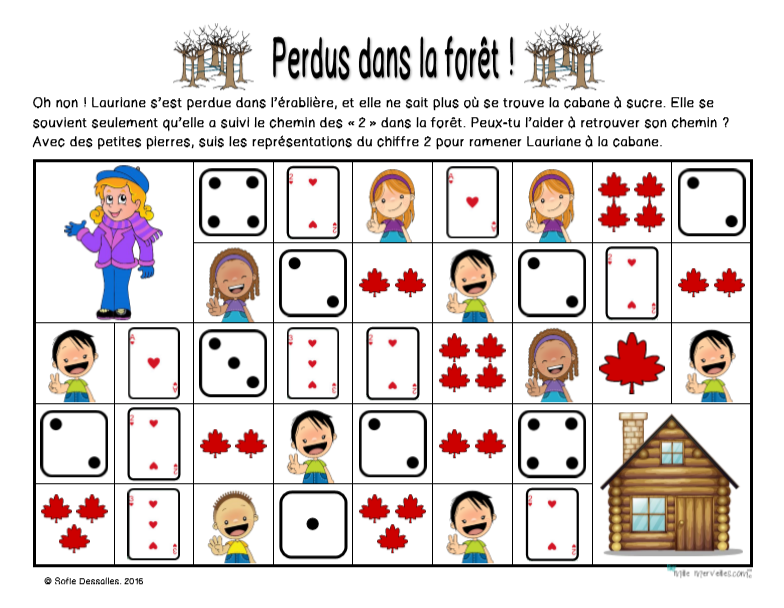 Perdus dans la forêt !
Oh non ! Lauriane s'est perdue dans l'érablière, et elle ne sait plus où se trouve la cabane à sucre. Elle se
souvient seulement qu'elle a suivi le chemin des « 2 » dans la forêt. Peux-tu l'aider à retrouver son chemin ?
Avec des petites pierres, suis les représentations du chiffre 2 pour ramener Lauriane à la cabane.
© Sofie Dessalles, 2016